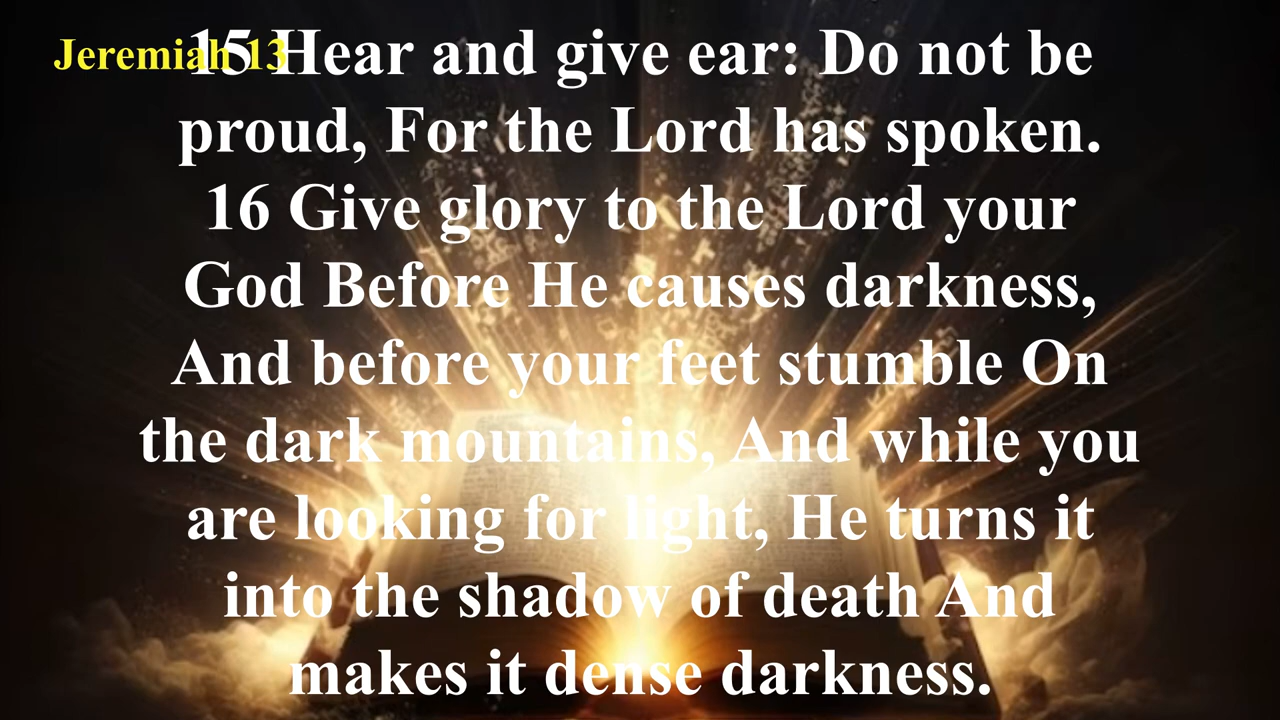 Jeremiah 13
15 Hear and give ear: Do not be
proud, For the Lord has spoken.
16 Give glory to the Lord your
God Before He causes darkness,
And before your feet stumble On
the dark mountains, And while you
are looking for light, He turns it
into the shadow of death And
makes it dense darkness.